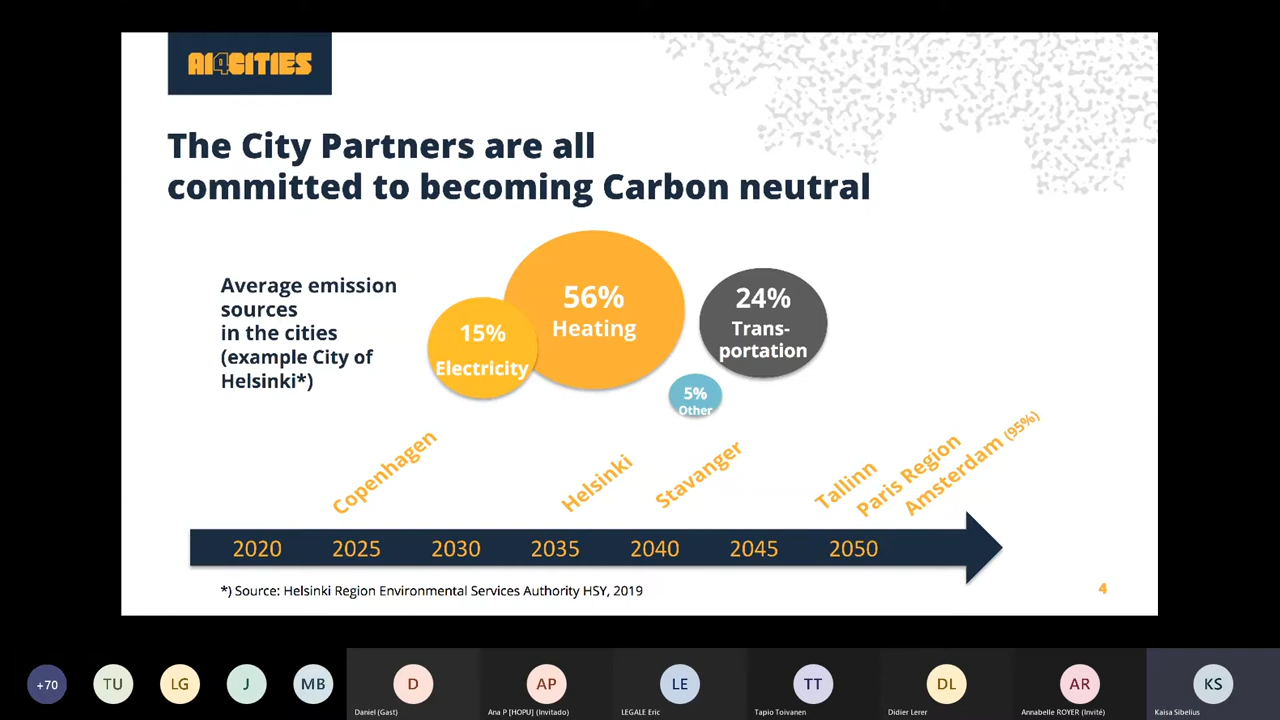 AI4CITIES
The City Partners are all
committed to becoming Carbon neutral
Average emission
sources
in the cities
(example City of
Helsinki*)
15%
Electricity
56%
Heating
24%
Trans-
portation
5%
Other
Copenhagen
Helsinki
Stavanger
Tallinn
Paris Region
Amsterdam (95%)
2020 2025 2030 2035 2040 2045 2050
*) Source: Helsinki Region Environmental Services Authority HSY, 2019
4
+70 TU LG J MB D AP LE TT DL AR KS
Daniel (Gast) Ana P [HOPU] (Invitado) LEGALE Eric Tapio Toivanen Didier Lerer Annabelle ROYER (Invité) Kaisa Sibelius